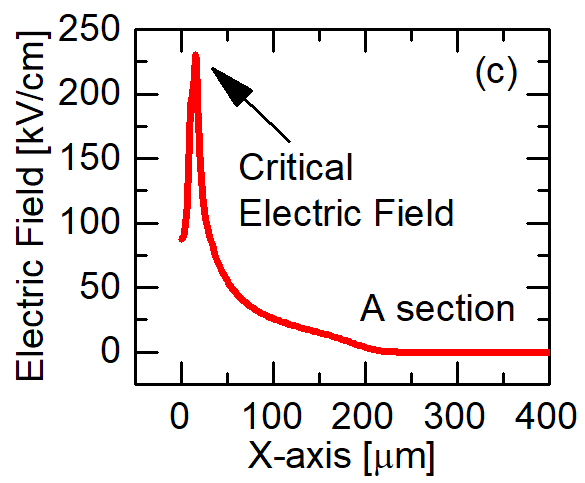 250
200
150
100
50
0
Electric Field [kV/cm]
(c)
Critical
Electric Field
A section
0 100 200 300 400
X-axis [μm]